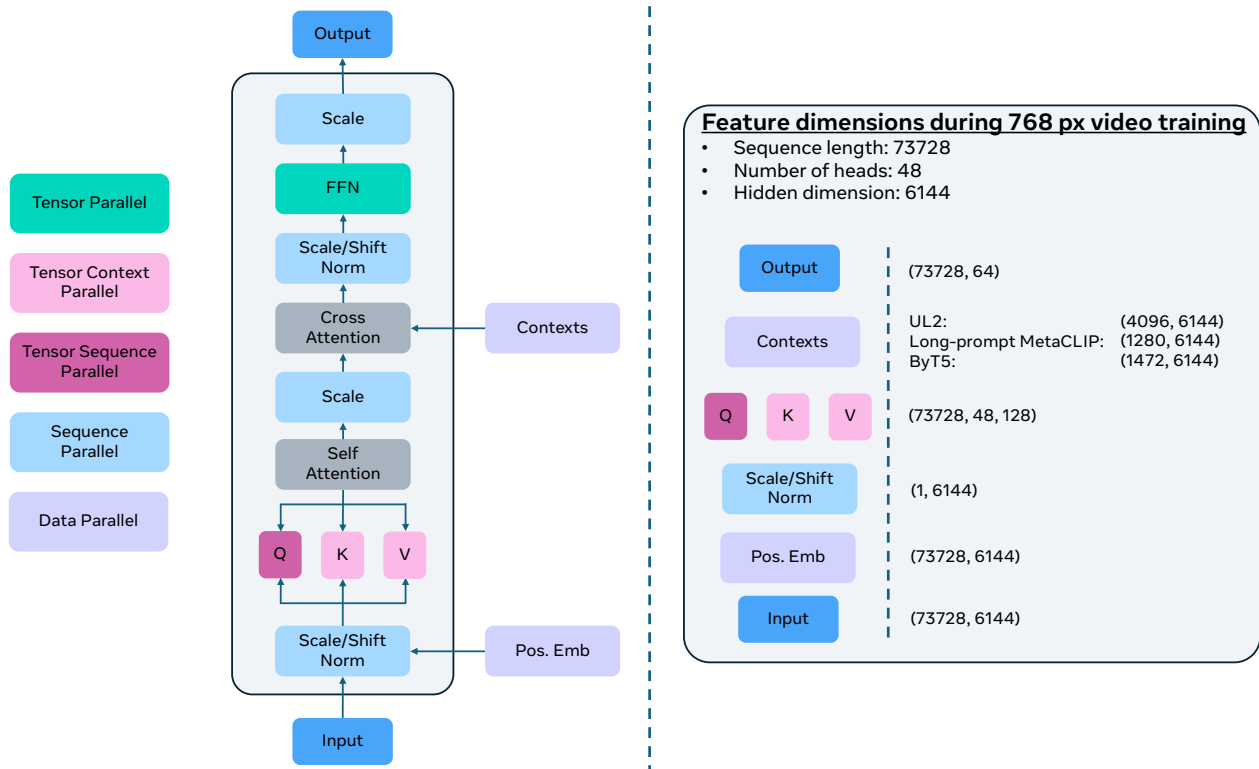 Output
Scale
FFN
Scale/Shift
Norm
Cross
Attention
Contexts
Scale
Self
Attention
Q
K
V
Scale/Shift
Norm
Pos. Emb
Input
Tensor Parallel
Tensor Context
Parallel
Tensor Sequence
Parallel
Sequence
Parallel
Data Parallel
Feature dimensions during 768 px video training
• Sequence length: 73728
• Number of heads: 48
• Hidden dimension: 6144
Output (73728, 64)
Contexts
UL2: (4096, 6144)
Long-prompt MetaCLIP: (1280, 6144)
ByT5: (1472, 6144)
Q K V (73728, 48, 128)
Scale/Shift
Norm
(1, 6144)
Pos. Emb (73728, 6144)
Input (73728, 6144)